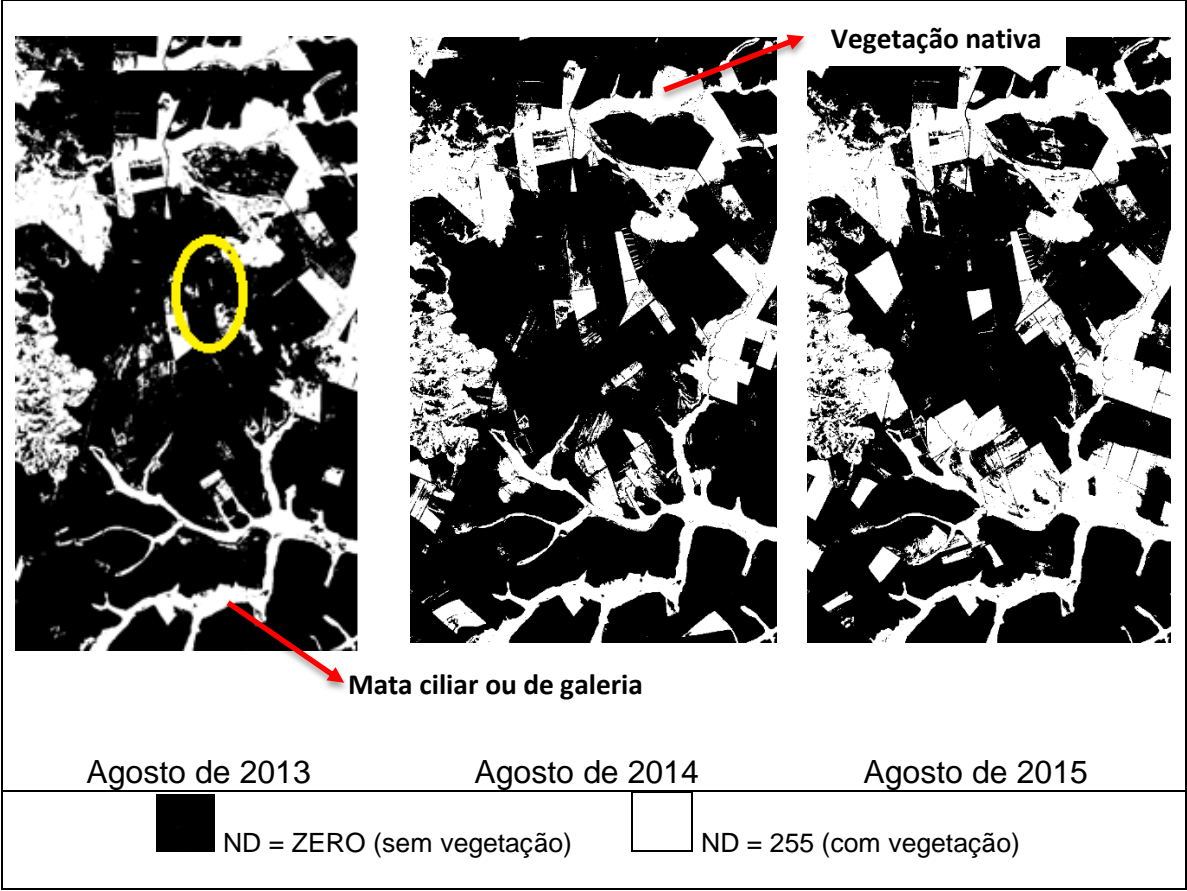 Vegetação nativa
Mata ciliar ou de galeria
Agosto de 2013
Agosto de 2014
Agosto de 2015
ND = ZERO (sem vegetação)
ND = 255 (com vegetação)